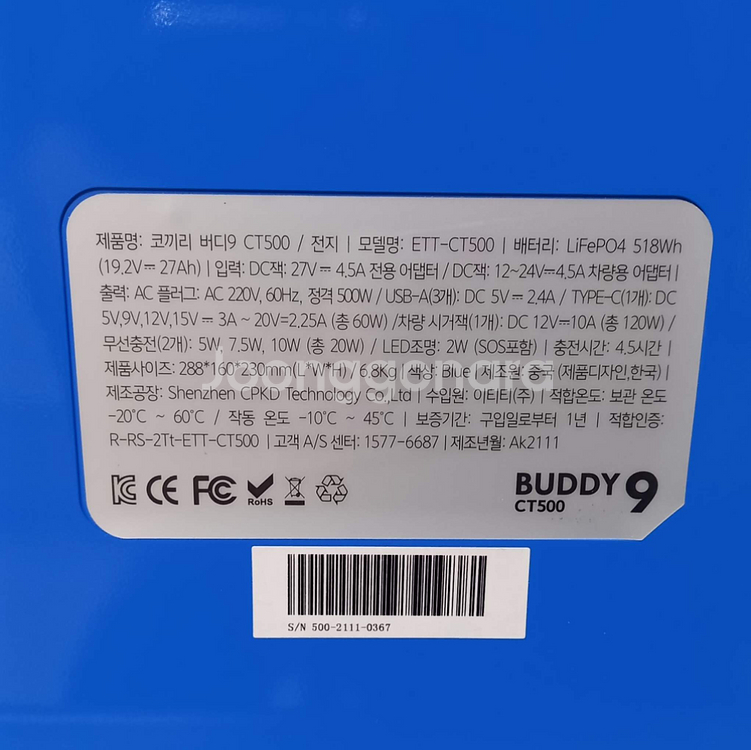 제품명: 코끼리 버디9 CT500 / 전지 | 모델명: ETT-CT500 | 배터리: LiFePO4 518Wh
(19.2V⎓ 27Ah) | 입력: DC잭: 27V⎓ 4.5A 전용 어댑터 / DC잭: 12~24V⎓4.5A 차량용 어댑터 |
출력: AC 플러그: AC 220V, 60Hz, 정격 500W / USB-A(3개): DC 5V⎓ 2.4A / TYPE-C(1개): DC
5V,9V,12V,15V ⎓ 3A ~ 20V=2.25A (총 60W) /차량 시거잭(1개): DC 12V⎓10A (총 120W) /
무선충전(2개): 5W, 7.5W, 10W (총 20W) / LED조명: 2W (SOS포함) | 충전시간: 4.5시간 |
제품사이즈: 288*160*230mm(L*W*H) / 6.8Kg | 색상: Blue | 제조원: 중국 (제품디자인,한국) |
Joonggonara
제조공장: Shenzhen CPKD Technology Co.,Ltd | 수입원: 이티티(주) | 적합온도: 보관 온도
-20℃ ~ 60℃ / 작동 온도 -10℃ ~ 45℃ | 보증기간: 구입일로부터 1년 | 적합인증:
R-RS-2Tt-ETT-CT500 | 고객 A/S 센터: 1577-6687 | 제조년월: Ak2111
KC CE FC RoHS
BUDDY 9
CT500
S/N 500-2111-0367